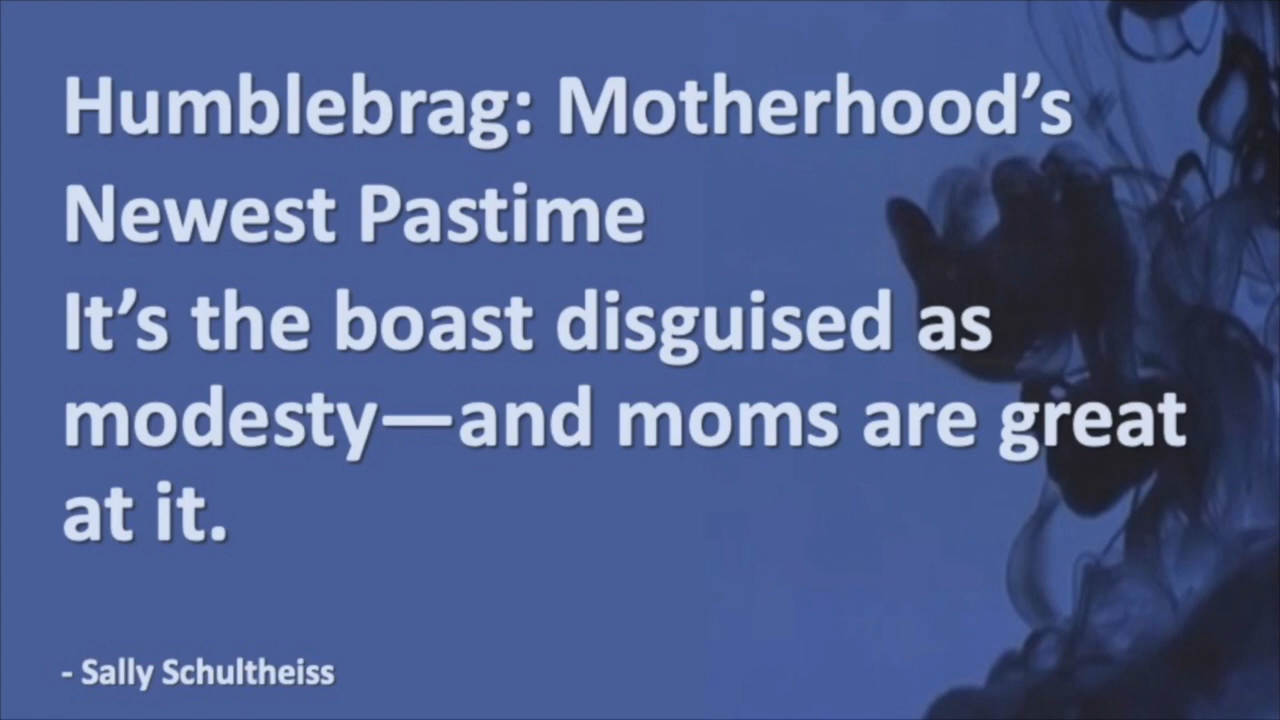 Humblebrag: Motherhood’s
Newest Pastime
It’s the boast disguised as
modesty—and moms are great
at it.
- Sally Schultheiss